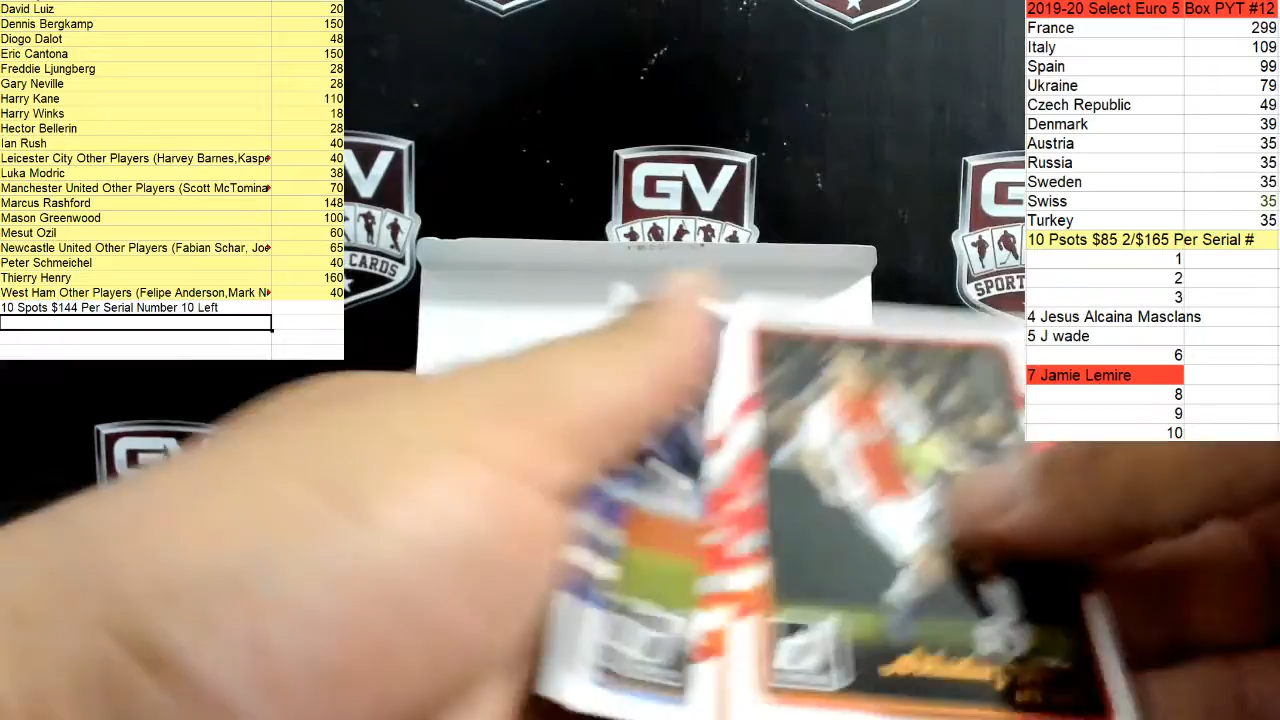 David Luiz 20
Dennis Bergkamp 150
Diogo Dalot 48
Eric Cantona 150
Freddie Ljungberg 28
Gary Neville 28
Harry Kane 110
Harry Winks 18
Hector Bellerin 28
Ian Rush 40
Leicester City Other Players (Harvey Barnes,Kaspe 40
Luka Modric 38
Manchester United Other Players (Scott McTomina 70
Marcus Rashford 148
Mason Greenwood 100
Mesut Ozil 60
Newcastle United Other Players (Fabian Schar, Joe 65
Peter Schmeichel 40
Thierry Henry 160
West Ham Other Players (Felipe Anderson,Mark N 40
10 Spots $144 Per Serial Number 10 Left
GV
V
CARDS
GV
G
SPORT
2019-20 Select Euro 5 Box PYT #12
France 299
Italy 109
Spain 99
Ukraine 79
Czech Republic 49
Denmark 39
Austria 35
Russia 35
Sweden 35
Swiss 35
Turkey 35
10 Psots $85 2/$165 Per Serial #
1
2
3
4 Jesus Alcaina Masclans
5 J wade
6
7 Jamie Lemire
8
9
10